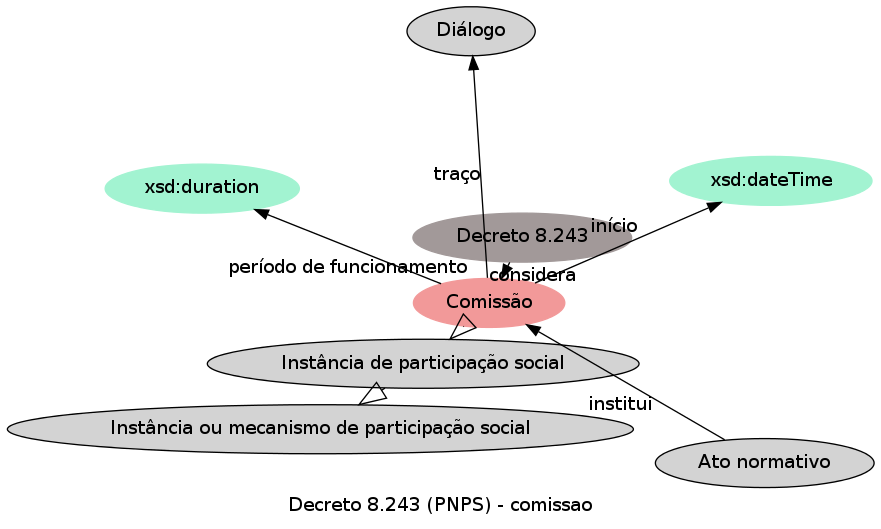 Diálogo
xsd:duration
xsd:dateTime
traço
Decreto 8.243
início
período de funcionamento
considera
Comissão
Instância de participação social
institui
Instância ou mecanismo de participação social
Ato normativo
Decreto 8.243 (PNPS) - comissao